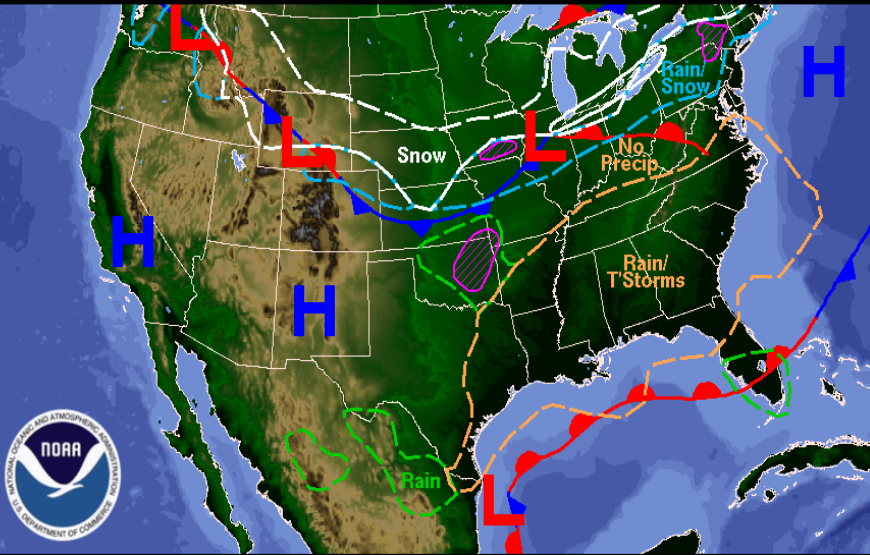 L
H
Rain/
Snow
L
L
No
Precip.
Snow
H
H
Rain/
T'Storms
Rain
L
NATIONAL OCEANIC AND ATMOSPHERIC ADMINISTRATION
NOAA
U.S. DEPARTMENT OF COMMERCE